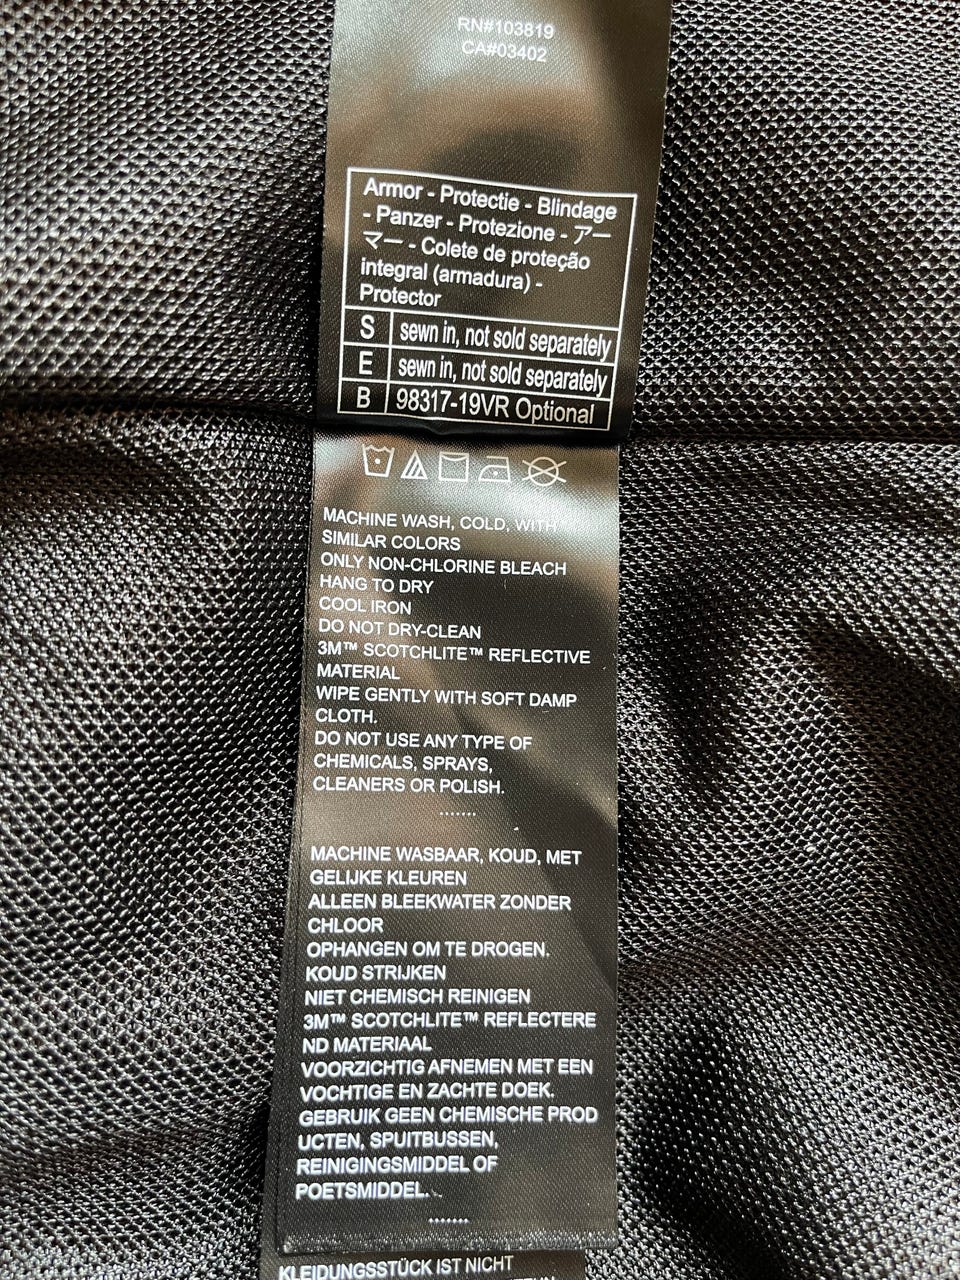 RN#103819
CA#03402
Armor - Protectie - Blindage
- Panzer - Protezione - アー
マー - Colete de proteção
integral (armadura) -
Protector
S sewn in, not sold separately
E sewn in, not sold separately
B 98317-19VR Optional
MACHINE WASH, COLD, WITH
SIMILAR COLORS
ONLY NON-CHLORINE BLEACH
HANG TO DRY
COOL IRON
DO NOT DRY-CLEAN
3M™ SCOTCHLITE™ REFLECTIVE
MATERIAL
WIPE GENTLY WITH SOFT DAMP
CLOTH.
DO NOT USE ANY TYPE OF
CHEMICALS, SPRAYS,
CLEANERS OR POLISH.
.......
MACHINE WASBAAR, KOUD, MET
GELIJKE KLEUREN
ALLEEN BLEEKWATER ZONDER
CHLOOR
OPHANGEN OM TE DROGEN.
KOUD STRIJKEN
NIET CHEMISCH REINIGEN
3M™ SCOTCHLITE™ REFLECTERE
ND MATERIAAL
VOORZICHTIG AFNEMEN MET EEN
VOCHTIGE EN ZACHTE DOEK.
GEBRUIK GEEN CHEMISCHE PROD
UCTEN, SPUITBUSSEN,
REINIGINGSMIDDEL OF
POETSMIDDEL.
.......
KLEIDUNGSSTÜCK IST NICHT